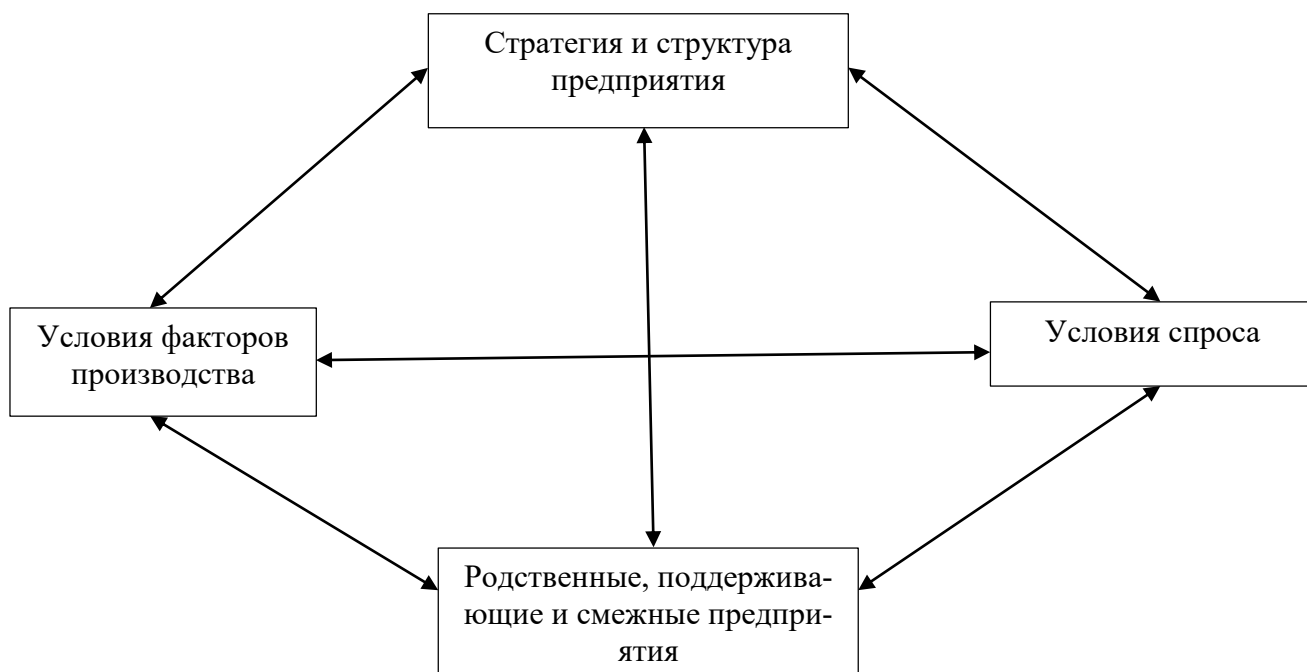 Стратегия и структура
предприятия
Условия факторов
производства
Условия спроса
Родственные, поддержива-
ющие и смежные предпри-
ятия